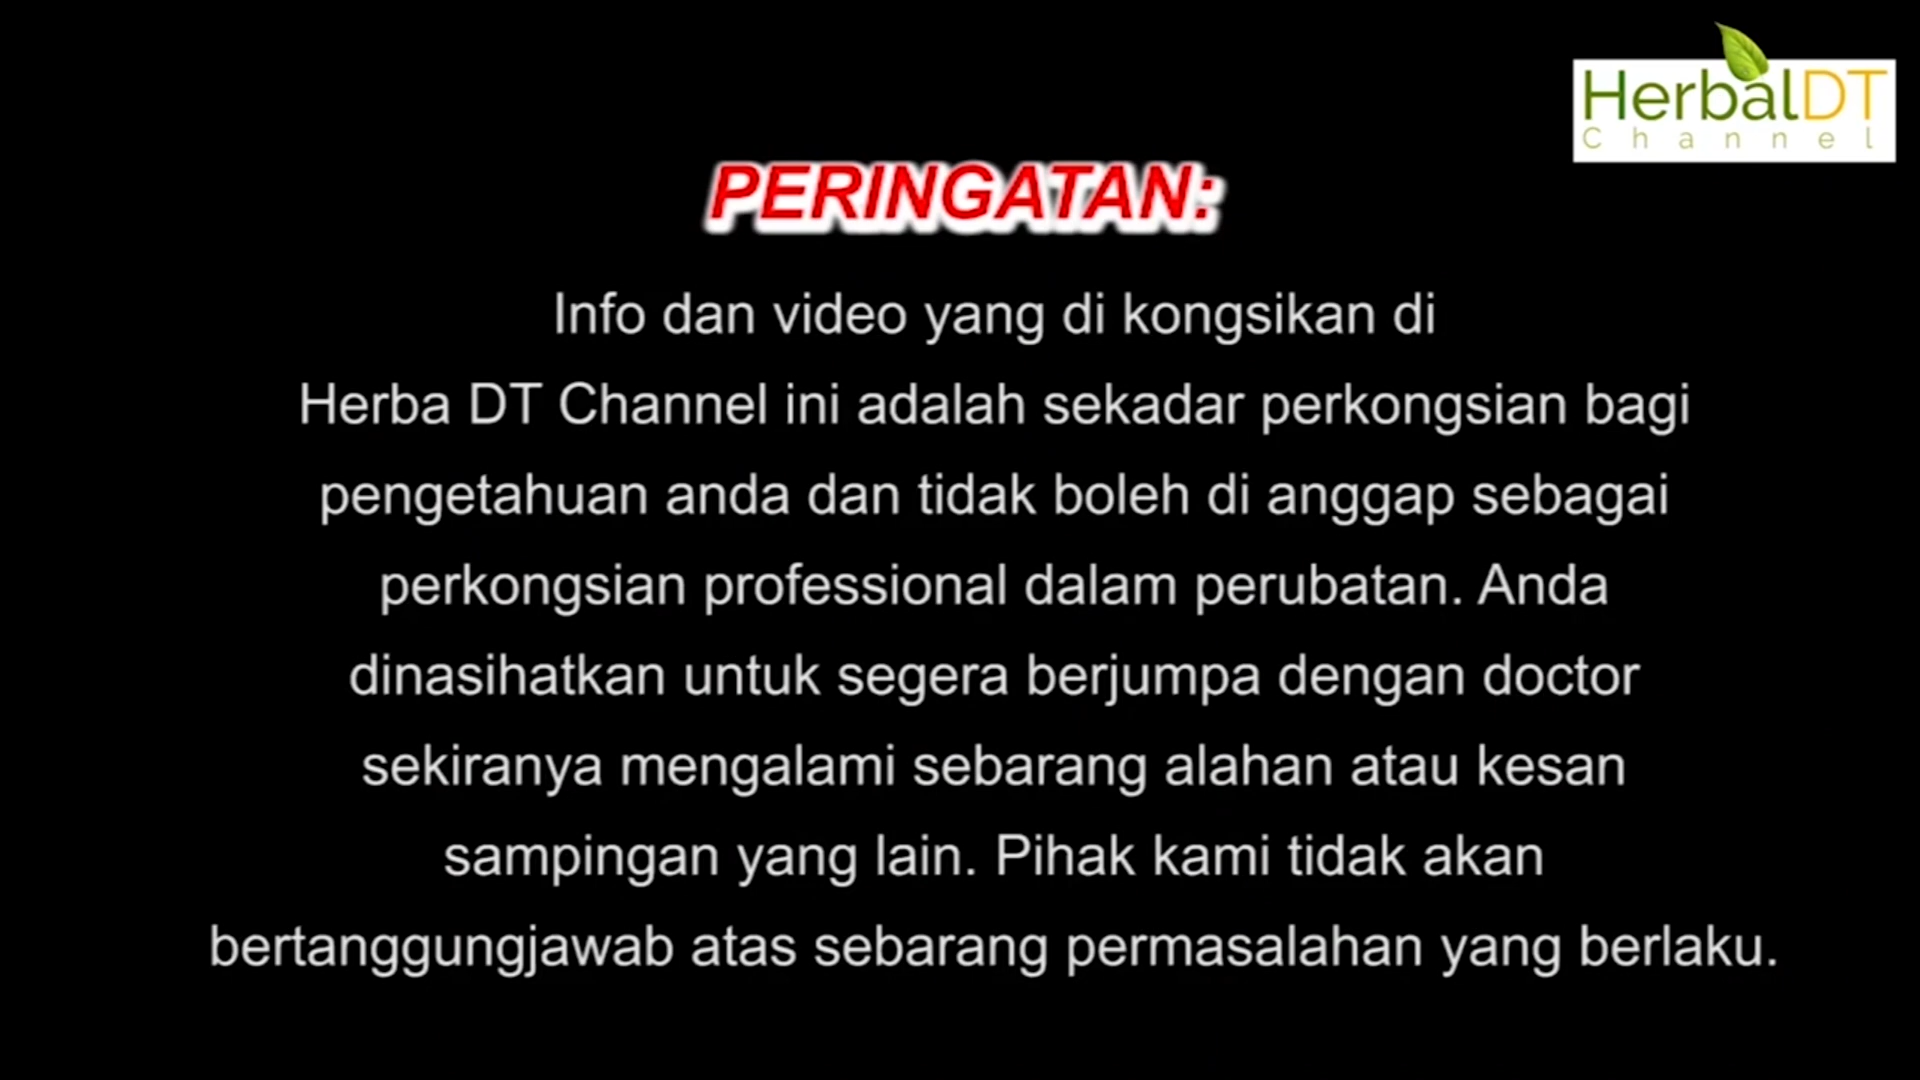 HerbalDT
Channel
PERINGATAN:
Info dan video yang di kongsikan di
Herba DT Channel ini adalah sekadar perkongsian bagi
pengetahuan anda dan tidak boleh di anggap sebagai
perkongsian professional dalam perubatan. Anda
dinasihatkan untuk segera berjumpa dengan doctor
sekiranya mengalami sebarang alahan atau kesan
sampingan yang lain. Pihak kami tidak akan
bertanggungjawab atas sebarang permasalahan yang berlaku.